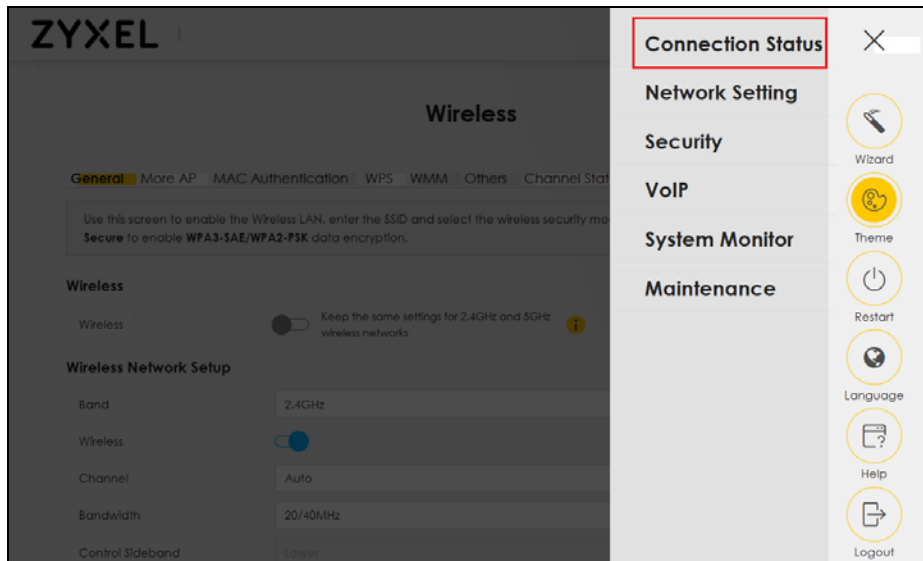 ZYXEL
Wireless
General More AP MAC Authentication WPS WMM Others Channel Stat
Use this screen to enable the Wireless LAN, enter the SSID and select the wireless security mo
Secure to enable WPA3-SAE/WPA2-PSK data encryption.
Wireless
Wireless
Keep the same settings for 2.4GHz and 5GHz
wireless networks
i
Wireless Network Setup
Band 2.4GHz
Wireless
Channel Auto
Bandwidth 20/40MHz
Control Sideband Lower
Connection Status
Network Setting
Security
VoIP
System Monitor
Maintenance
Wizard
Theme
Restart
Language
?
Help
Logout